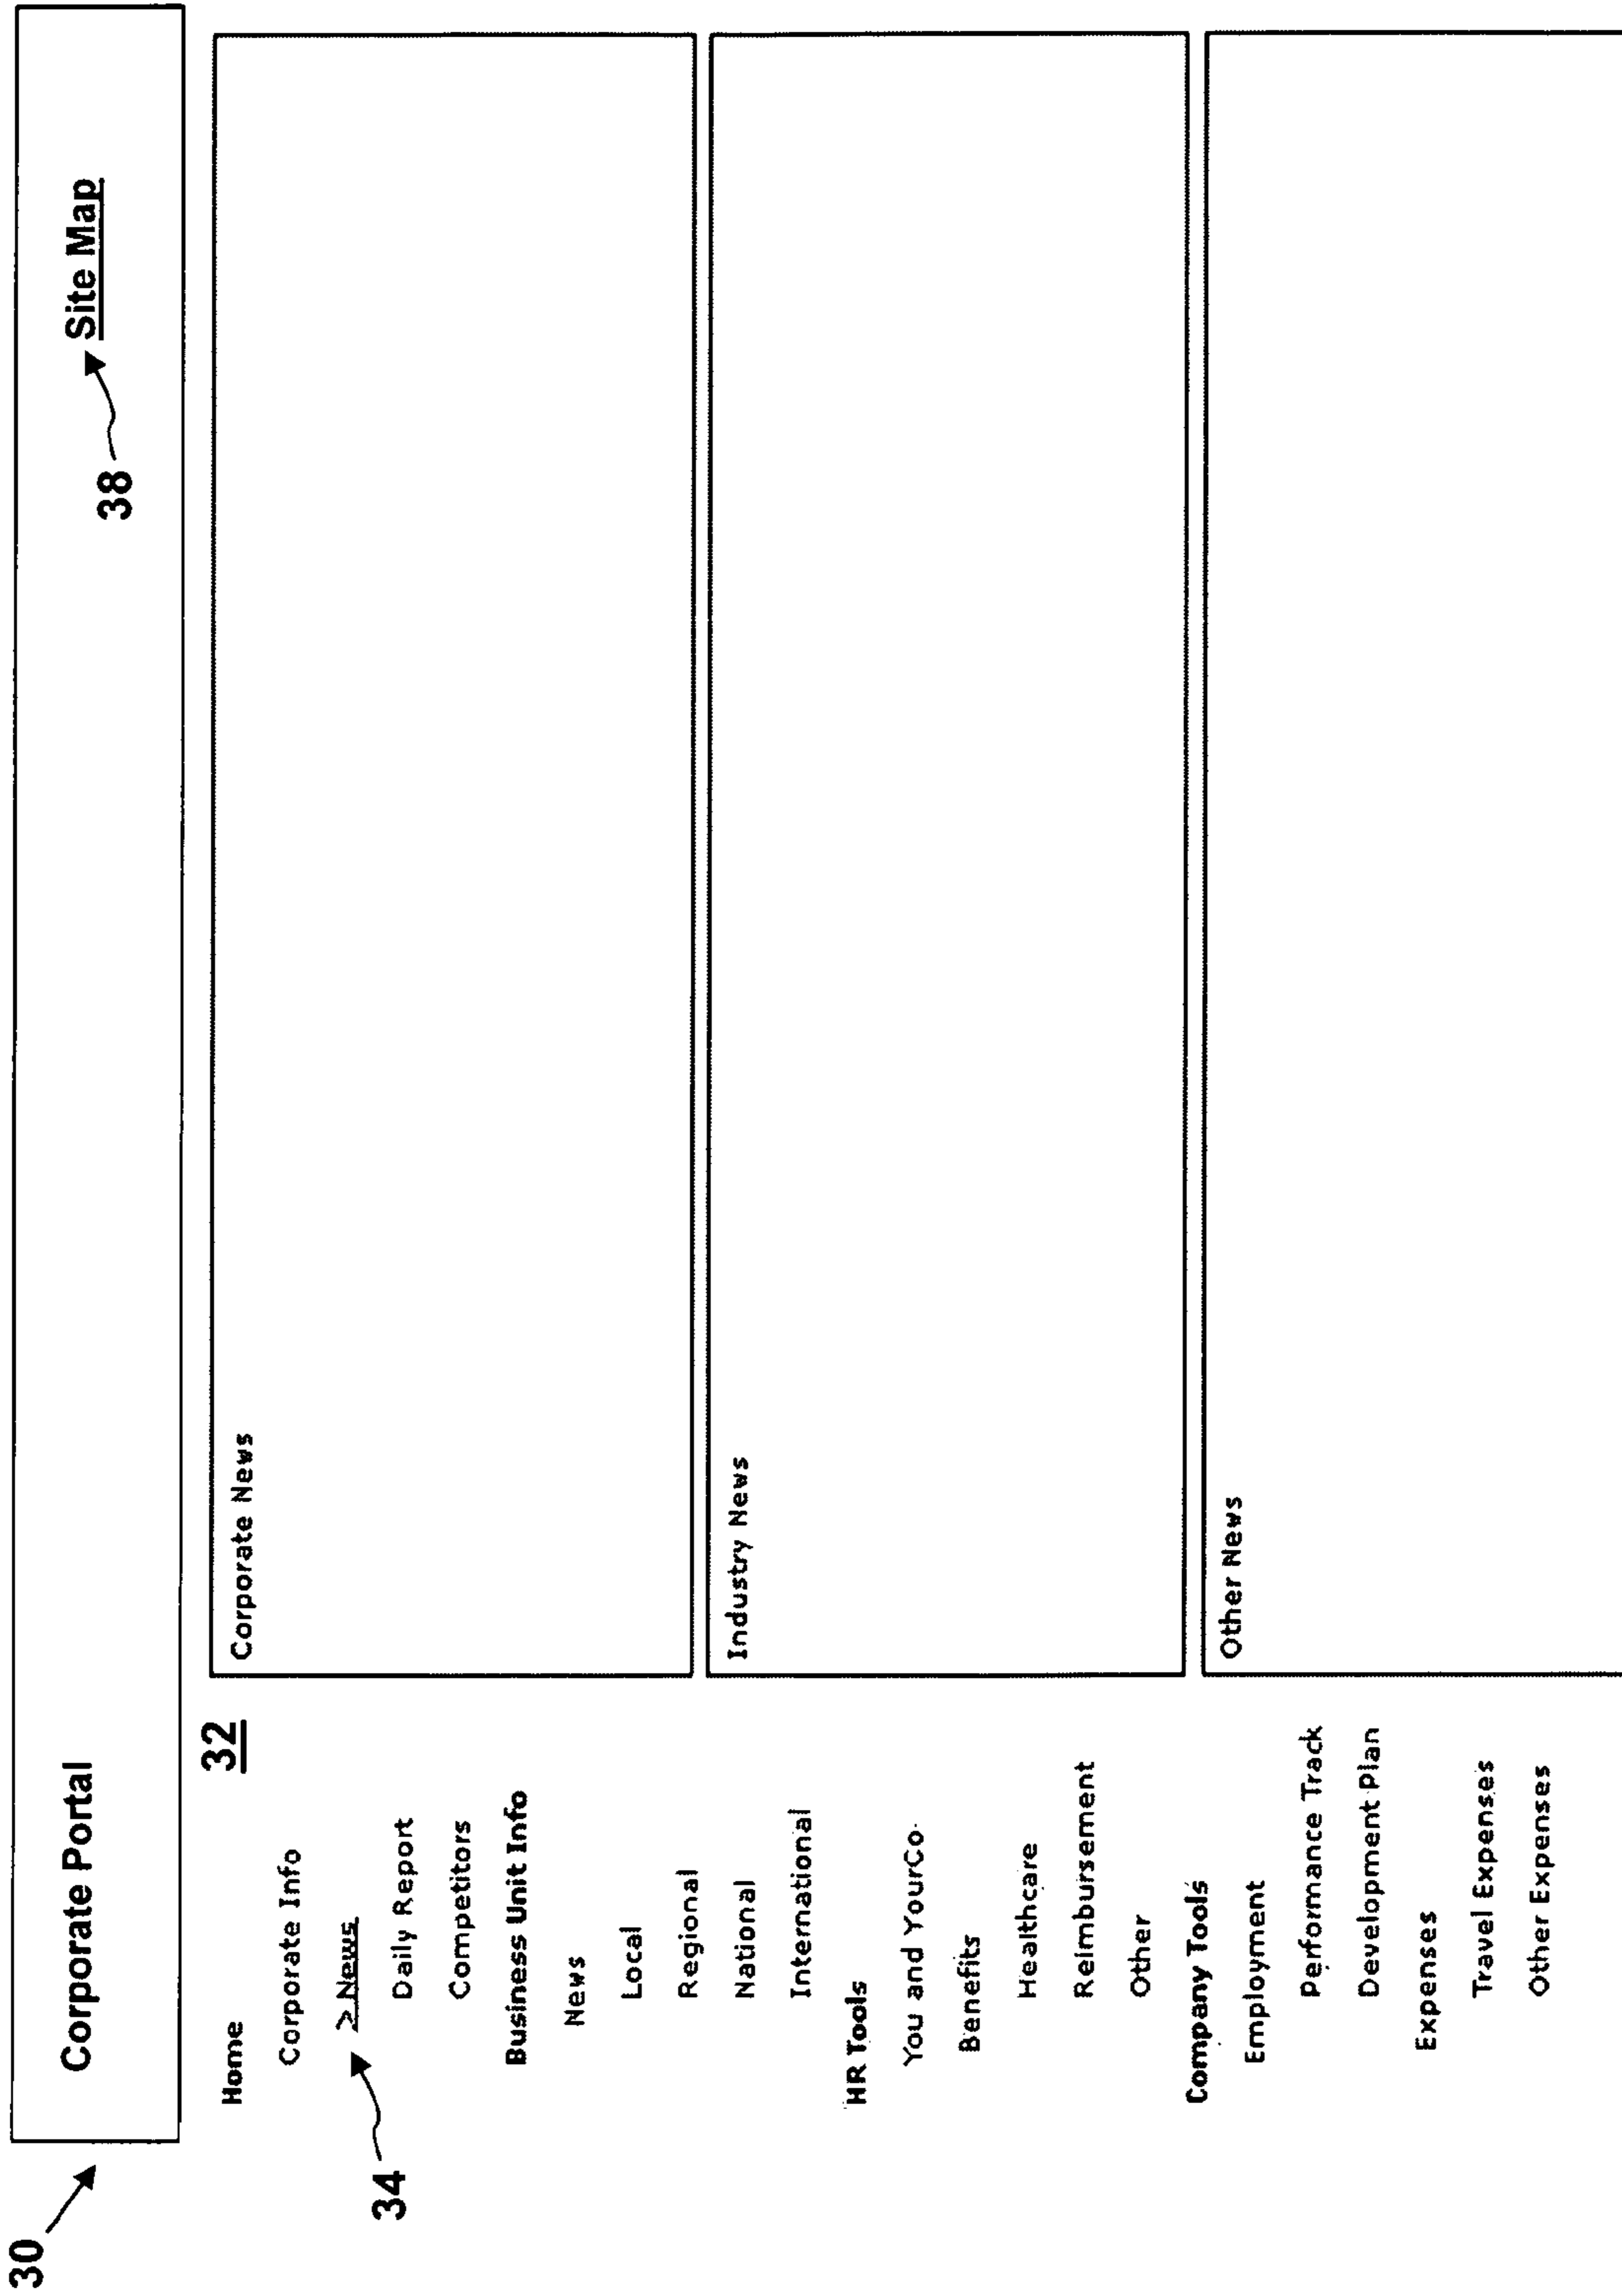 30
Corporate Portal
38
Site Map
32
Home
Corporate Info
34
> News
Daily Report
Competitors
Business Unit Info
News
Local
Regional
National
International
HR Tools
You and YourCo
Benefits
Healthcare
Reimbursement
Other
Company Tools
Employment
Performance Track
Development Plan
Expenses
Travel Expenses
Other Expenses
Corporate News
Industry News
Other News